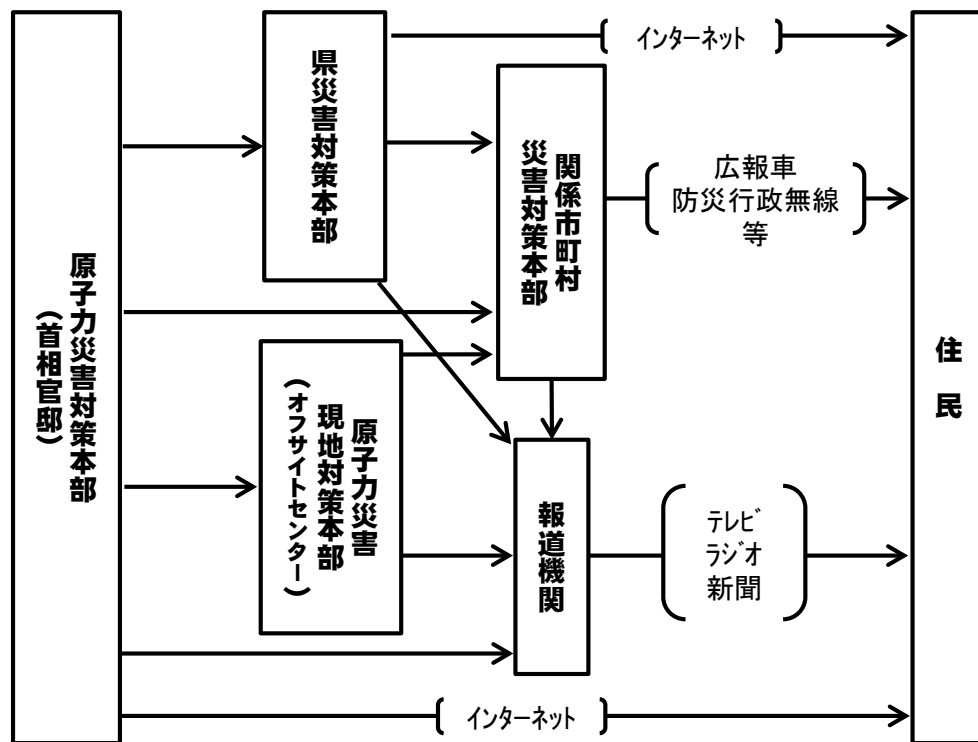 原子力災害対策本部
(首相官邸)
県災害対策本部
インターネット
関係市町村
災害対策本部
広報車
防災行政無線
等
原子力災害
現地対策本部
(オフサイトセンター)
報道機関
テレビ
ラジオ
新聞
インターネット
住民